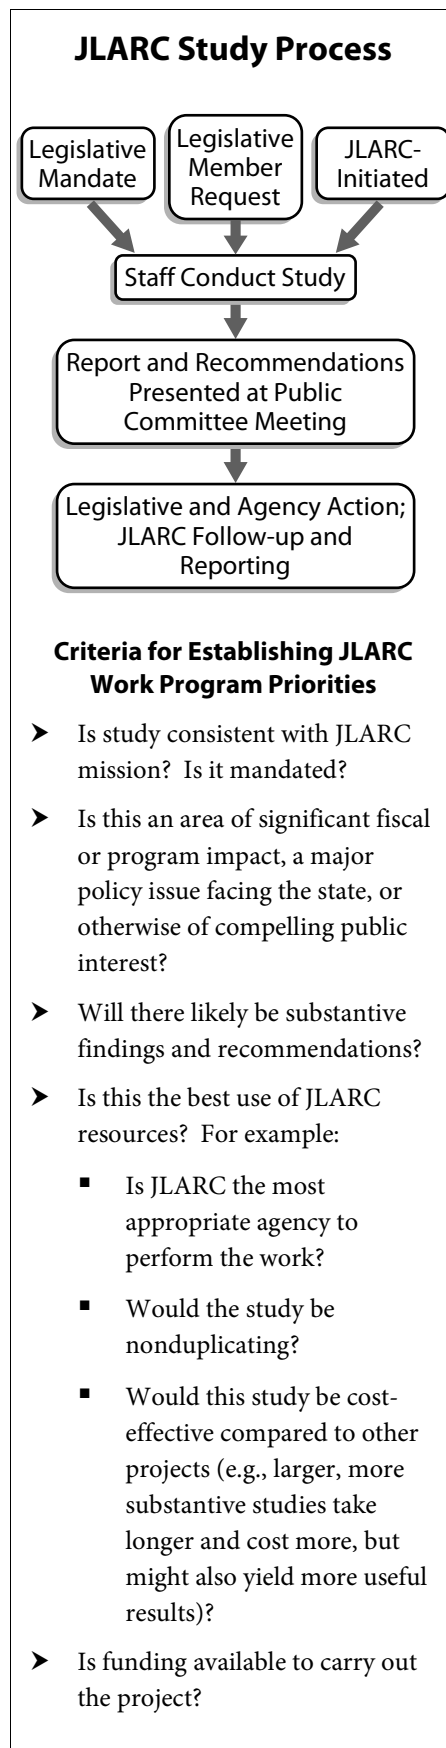 JLARC Study Process
Legislative
Mandate
Legislative
Member
Request
JLARC-
Initiated
Staff Conduct Study
Report and Recommendations
Presented at Public
Committee Meeting
Legislative and Agency Action;
JLARC Follow-up and
Reporting
Criteria for Establishing JLARC
Work Program Priorities
➤ Is study consistent with JLARC
mission?  Is it mandated?
➤ Is this an area of significant fiscal
or program impact, a major
policy issue facing the state, or
otherwise of compelling public
interest?
➤ Will there likely be substantive
findings and recommendations?
➤ Is this the best use of JLARC
resources?  For example:
▪ Is JLARC the most
appropriate agency to
perform the work?
▪ Would the study be
nonduplicating?
▪ Would this study be cost-
effective compared to other
projects (e.g., larger, more
substantive studies take
longer and cost more, but
might also yield more useful
results)?
➤ Is funding available to carry out
the project?